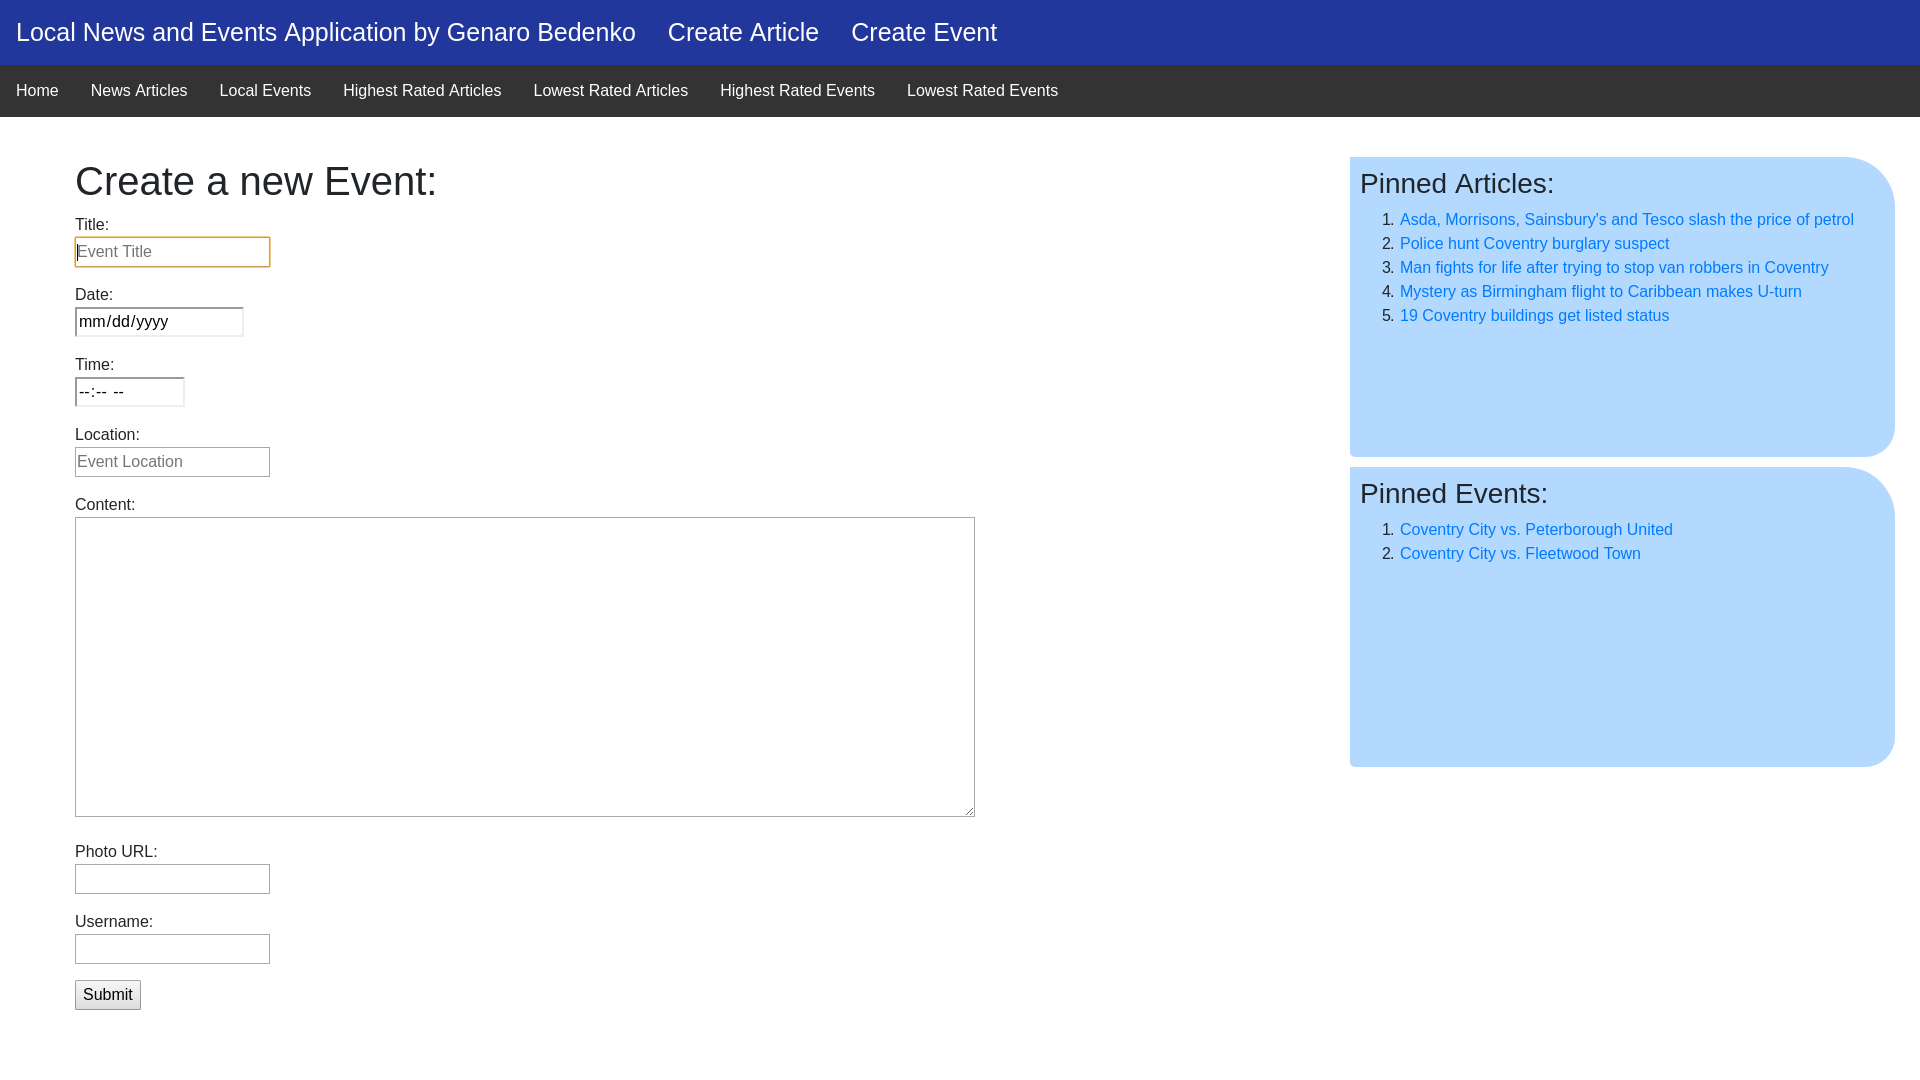 Local News and Events Application by Genaro Bedenko Create Article Create Event
Home News Articles Local Events Highest Rated Articles Lowest Rated Articles Highest Rated Events Lowest Rated Events
Create a new Event:
Title:
Event Title
Date:
mm/dd/yyyy
Time:
--:-- --
Location:
Event Location
Content:
Photo URL:
Username:
Submit
Pinned Articles:
1. Asda, Morrisons, Sainsbury's and Tesco slash the price of petrol
2. Police hunt Coventry burglary suspect
3. Man fights for life after trying to stop van robbers in Coventry
4. Mystery as Birmingham flight to Caribbean makes U-turn
5. 19 Coventry buildings get listed status
Pinned Events:
1. Coventry City vs. Peterborough United
2. Coventry City vs. Fleetwood Town